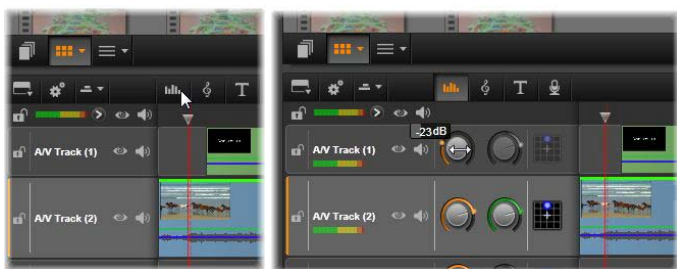 T
A/V Track (1)
A/V Track (2)
T
-23dB
A/V Track (1)
A/V Track (2)